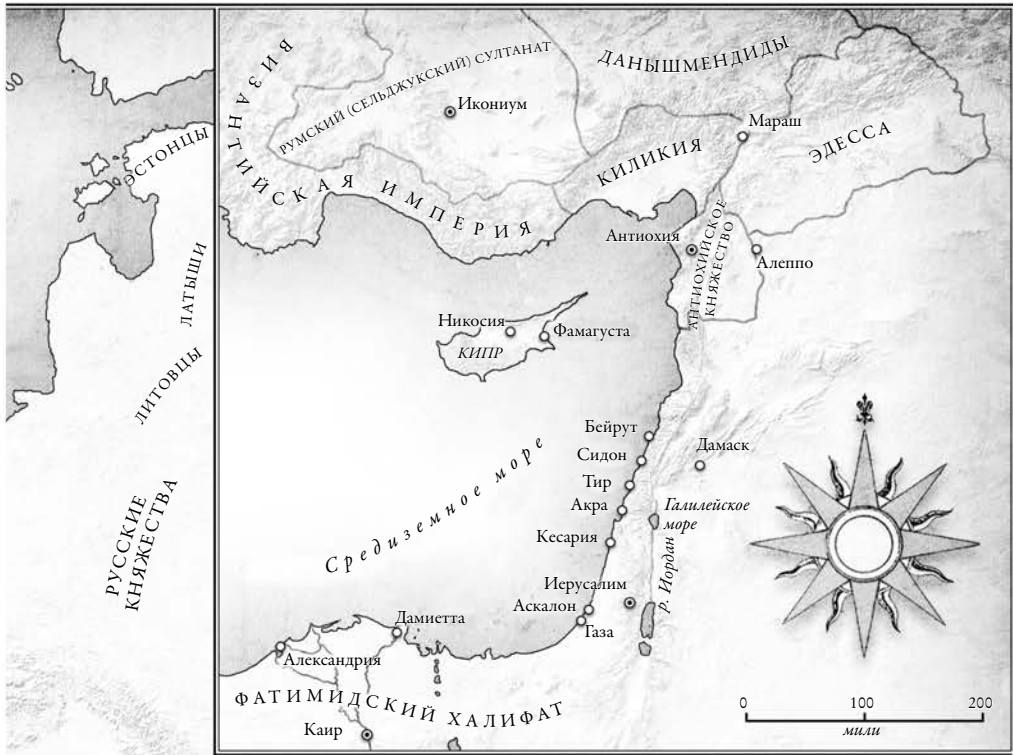 ЭСТОНЦЫ
ЛАТЫШИ
ЛИТОВЦЫ
РУССКИЕ
КНЯЖЕСТВА
ВИЗАНТИЙСКАЯ ИМПЕРИЯ
РУМСКИЙ (СЕЛЬДЖУКСКИЙ) СУЛТАНАТ
ДАНЫШМЕНДИДЫ
Икониум
Мараш
КИЛИКИЯ
ЭДЕССА
Антиохия
АНТИОХИЙСКОЕ
КНЯЖЕСТВО
Алеппо
Никосия
Фамагуста
КИПР
Средиземное море
Бейрут
Дамаск
Сидон
Тир
Акра
Галилейское
море
Кесария
р. Иордан
Иерусалим
Аскалон
Газа
Дамиетта
Александрия
ФАТИМИДСКИЙ ХАЛИФАТ
Каир
0 100 200
мили